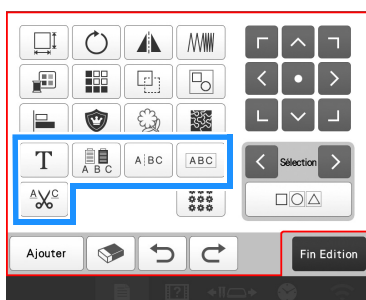 T
A B C
A BC
ABC
A C
Sélection
Ajouter
Fin Edition
?